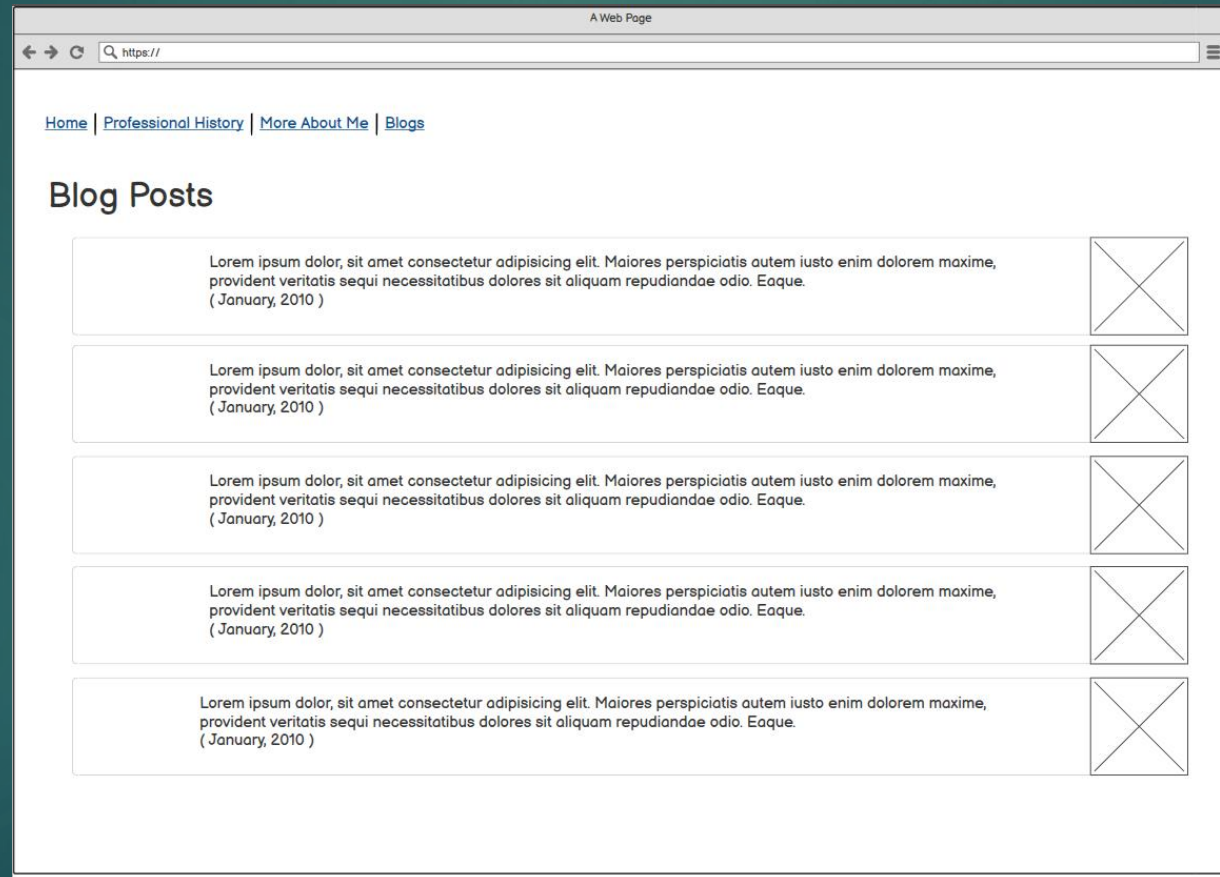 A Web Page
https://
Home | Professional History | More About Me | Blogs
Blog Posts
Lorem ipsum dolor, sit amet consectetur adipisicing elit. Maiores perspiciatis autem iusto enim dolorem maxime,
provident veritatis sequi necessitatibus dolores sit aliquam repudiandae odio. Eaque.
( January, 2010 )
Lorem ipsum dolor, sit amet consectetur adipisicing elit. Maiores perspiciatis autem iusto enim dolorem maxime,
provident veritatis sequi necessitatibus dolores sit aliquam repudiandae odio. Eaque.
( January, 2010 )
Lorem ipsum dolor, sit amet consectetur adipisicing elit. Maiores perspiciatis autem iusto enim dolorem maxime,
provident veritatis sequi necessitatibus dolores sit aliquam repudiandae odio. Eaque.
( January, 2010 )
Lorem ipsum dolor, sit amet consectetur adipisicing elit. Maiores perspiciatis autem iusto enim dolorem maxime,
provident veritatis sequi necessitatibus dolores sit aliquam repudiandae odio. Eaque.
( January, 2010 )
Lorem ipsum dolor, sit amet consectetur adipisicing elit. Maiores perspiciatis autem iusto enim dolorem maxime,
provident veritatis sequi necessitatibus dolores sit aliquam repudiandae odio. Eaque.
( January, 2010 )